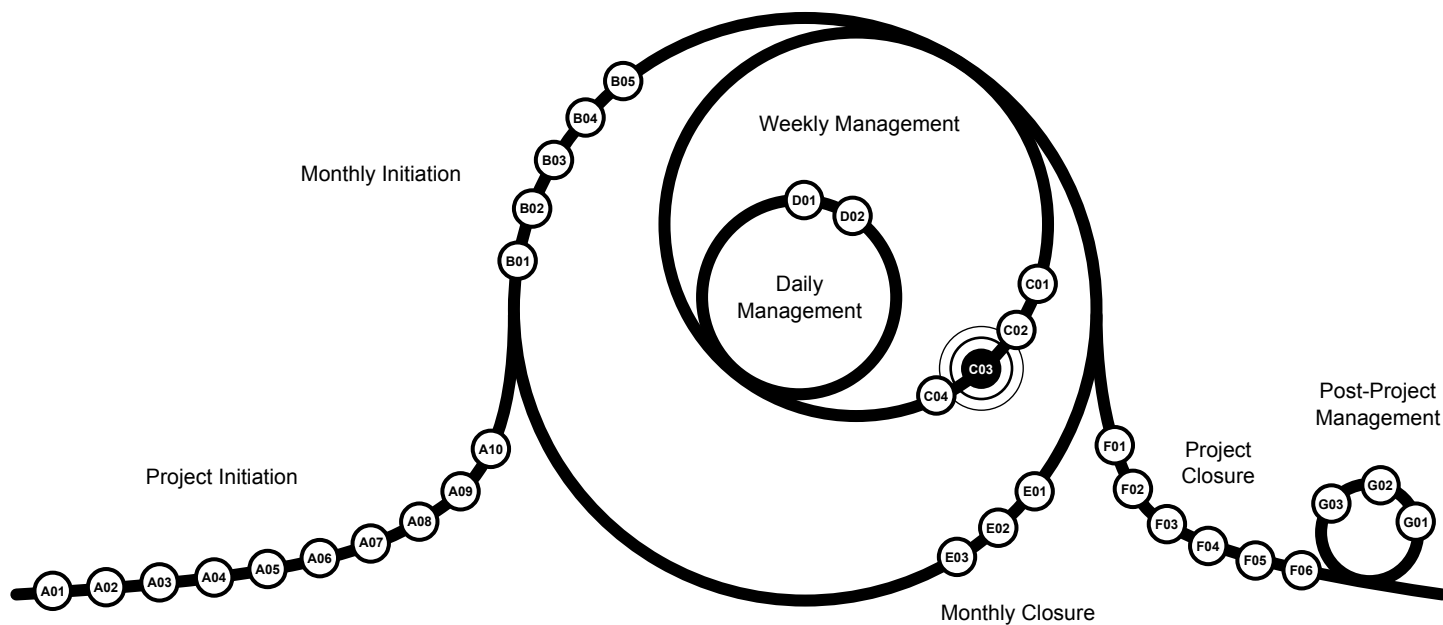 B05
B04
B03
B02
B01
Monthly Initiation
Weekly Management
D01
D02
Daily
Management
C01
C02
C03
C04
Project Initiation
A01
A02
A03
A04
A05
A06
A07
A08
A09
A10
E01
E02
E03
Monthly Closure
F01
F02
F03
F04
F05
F06
Project
Closure
Post-Project
Management
G03
G02
G01